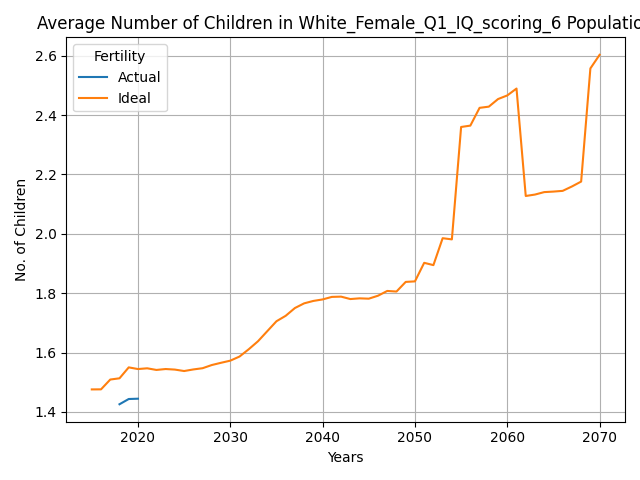 Average Number of Children in White_Female_Q1_IQ_scoring_6 Populatio
Fertility
Actual
Ideal
2.6
2.4
2.2
2.0
1.8
1.6
1.4
No. of Children
2020 2030 2040 2050 2060 2070
Years